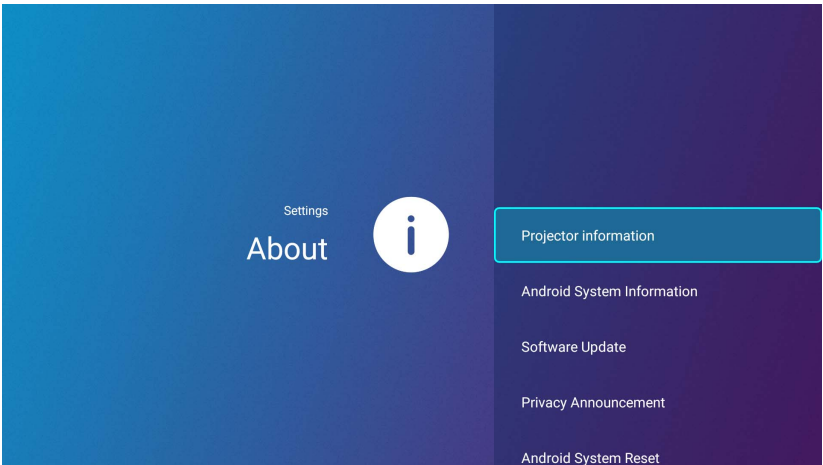 Settings
About
Projector information
Android System Information
Software Update
Privacy Announcement
Android System Reset